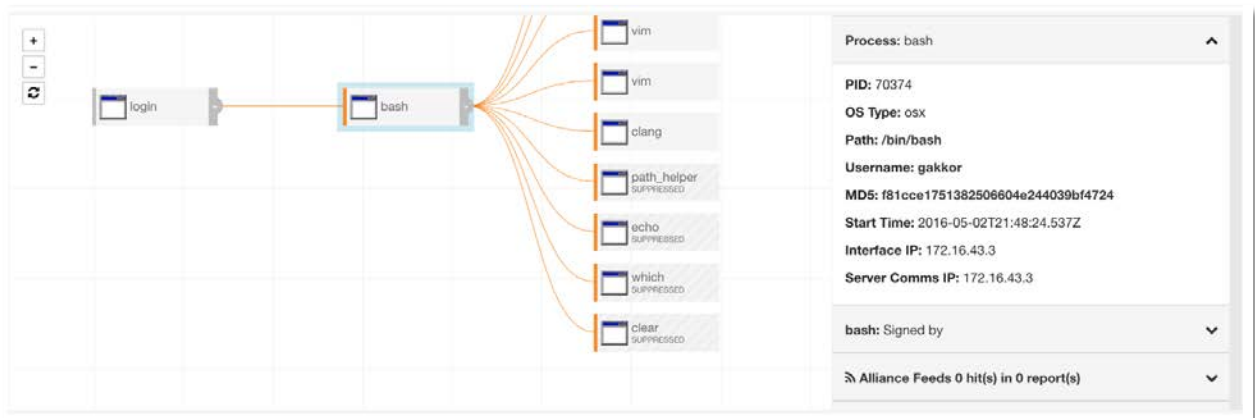 +
−
login
bash
vim
vim
clang
path_helper
SUPPRESSED
echo
SUPPRESSED
which
SUPPRESSED
clear
SUPPRESSED
Process: bash
PID: 70374
OS Type: osx
Path: /bin/bash
Username: gakkor
MD5: f81cce1751382506604e244039bf4724
Start Time: 2016-05-02T21:48:24.537Z
Interface IP: 172.16.43.3
Server Comms IP: 172.16.43.3
bash: Signed by
Alliance Feeds 0 hit(s) in 0 report(s)